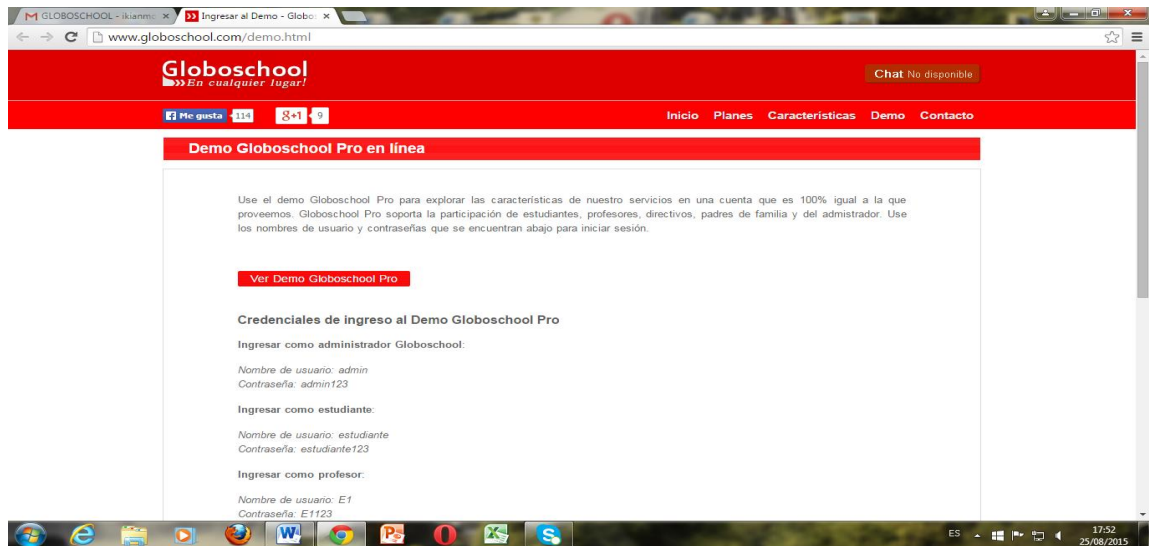 GLOBOSCHOOL - ikianmc
Ingresar al Demo - Globos
www.globoschool.com/demo.html
Globoschool
En cualquier lugar!
Chat No disponible
Me gusta 114 g+1 9
Inicio Planes Características Demo Contacto
Demo Globoschool Pro en línea
Use el demo Globoschool Pro para explorar las características de nuestro servicios en una cuenta que es 100% igual a la que
proveemos. Globoschool Pro soporta la participación de estudiantes, profesores, directivos, padres de familia y del admistrador. Use
los nombres de usuario y contraseñas que se encuentran abajo para iniciar sesión.
Ver Demo Globoschool Pro
Credenciales de ingreso al Demo Globoschool Pro
Ingresar como administrador Globoschool:
Nombre de usuario: admin
Contraseña: admin123
Ingresar como estudiante:
Nombre de usuario: estudiante
Contraseña: estudiante123
Ingresar como profesor:
Nombre de usuario: E1
Contraseña: E1123
ES
17:52
25/08/2015